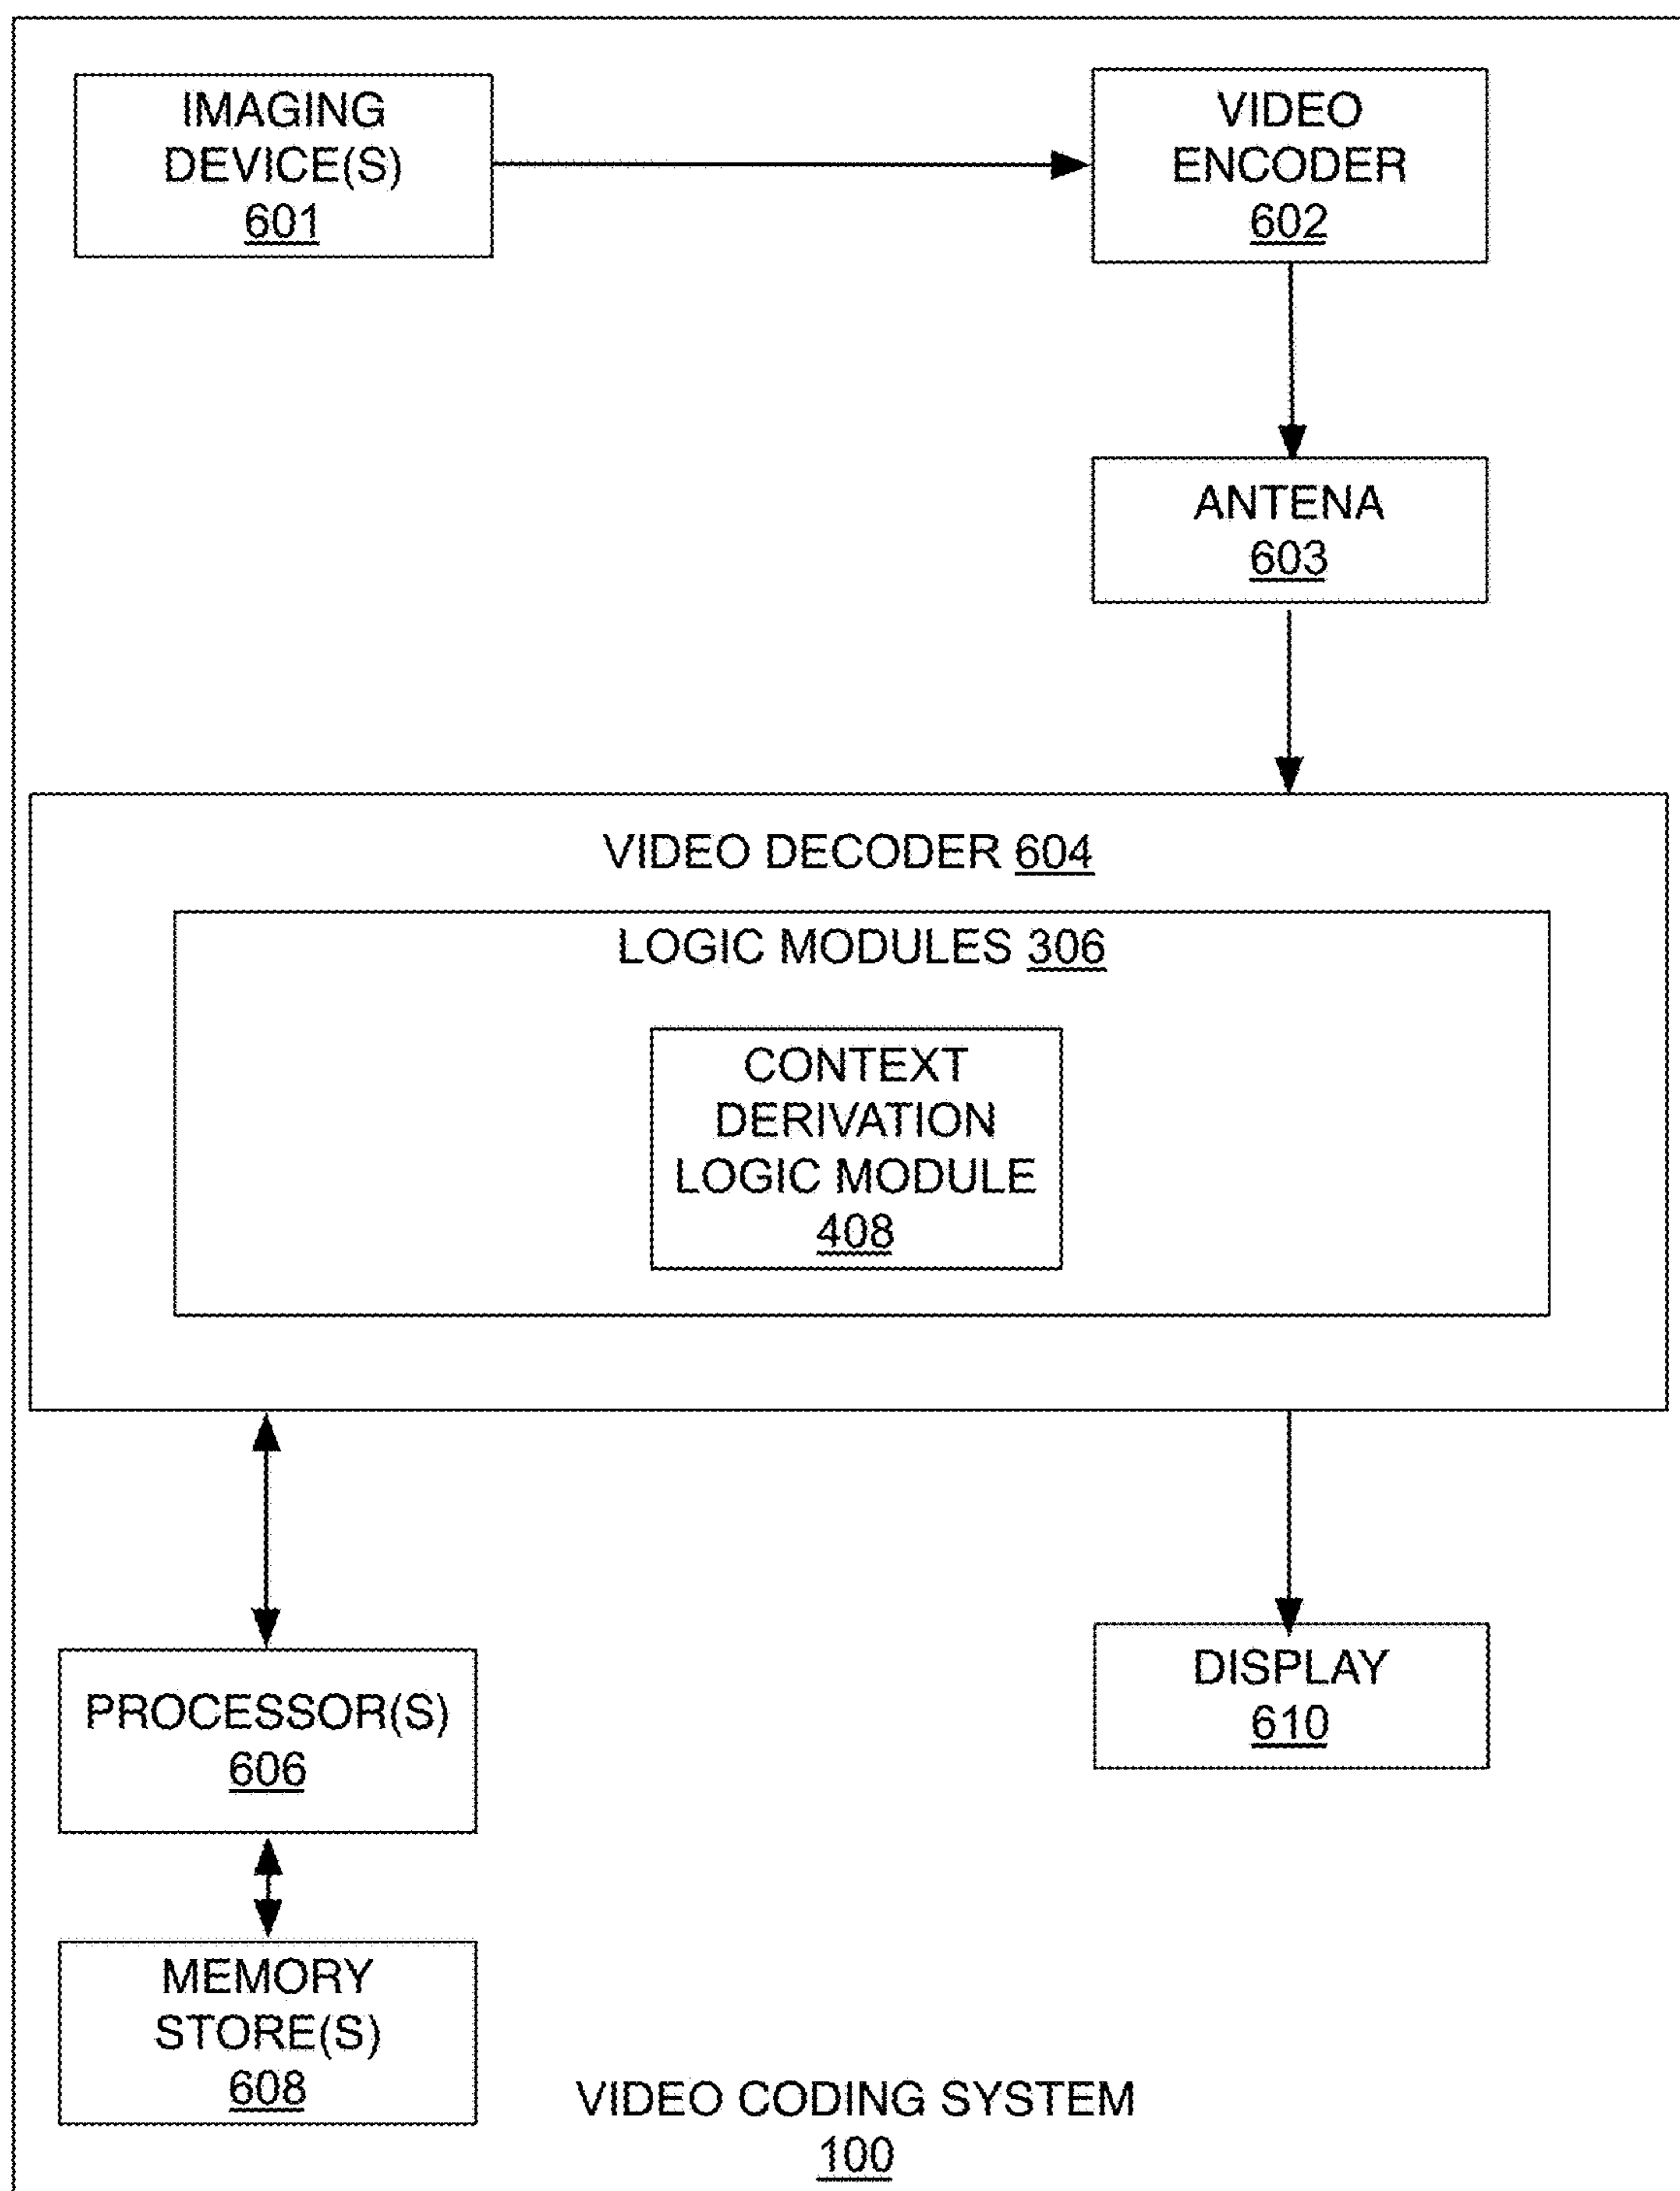 IMAGING
DEVICE(S)
601
VIDEO
ENCODER
602
ANTENA
603
VIDEO DECODER 604
LOGIC MODULES 306
CONTEXT
DERIVATION
LOGIC MODULE
408
PROCESSOR(S)
606
DISPLAY
610
MEMORY
STORE(S)
608
VIDEO CODING SYSTEM
100